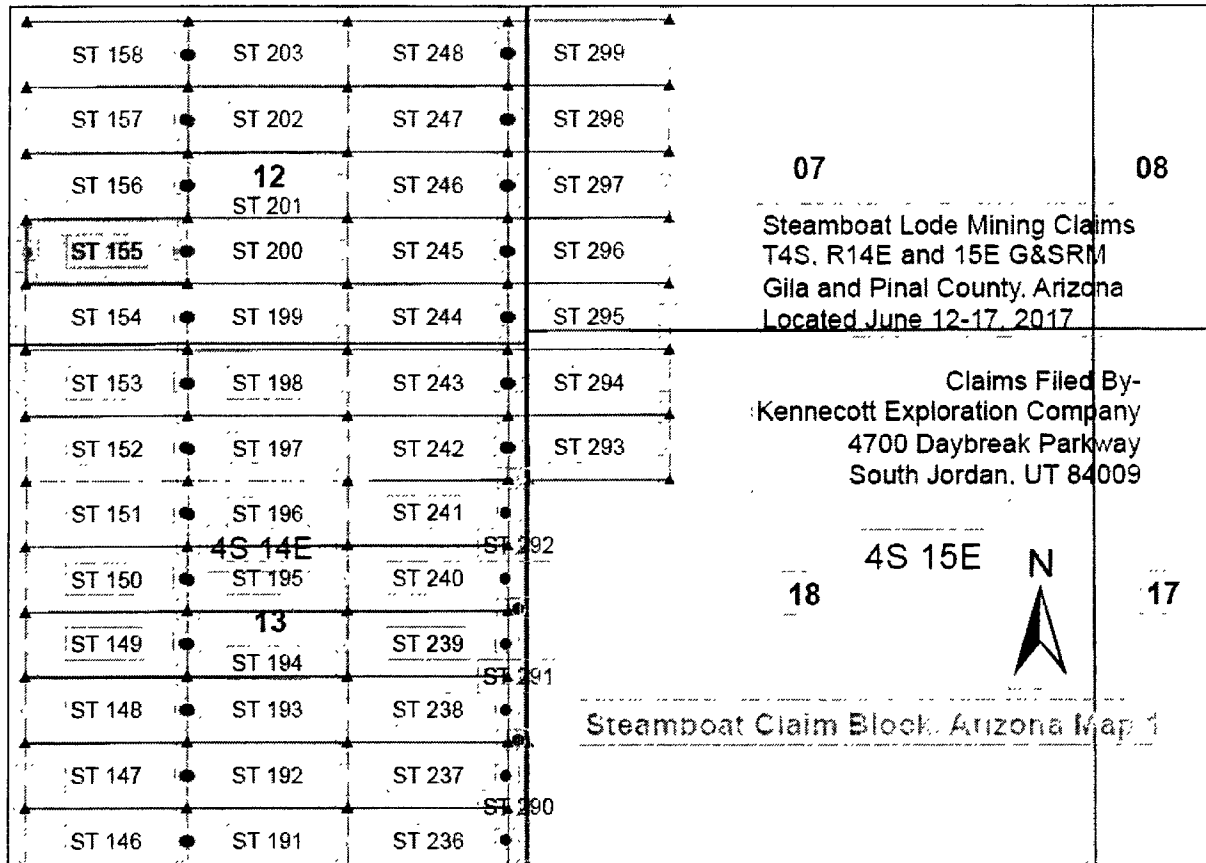 ST 158 ST 203 ST 248 ST 299
ST 157 ST 202 ST 247 ST 298
12 07 08
ST 156 ST 246 ST 297
ST 201
Steamboat Lode Mining Claims
ST 155 ST 200 ST 245 ST 296
T4S, R14E and 15E G&SRM
Gila and Pinal County, Arizona
ST 154 ST 199 ST 244 ST 295
Located June 12-17, 2017
ST 153 ST 198 ST 243 ST 294
Claims Filed By-
Kennecott Exploration Company
ST 152 ST 197 ST 242 ST 293
4700 Daybreak Parkway
South Jordan, UT 84009
ST 151 ST 196 ST 241
4S 14E ST 292
4S 15E N
ST 150 ST 195 ST 240
18 17
13
ST 149 ST 239
ST 194
ST 291
ST 148 ST 193 ST 238
Steamboat Claim Block, Arizona Map 1
ST 147 ST 192 ST 237
ST 290
ST 146 ST 191 ST 236